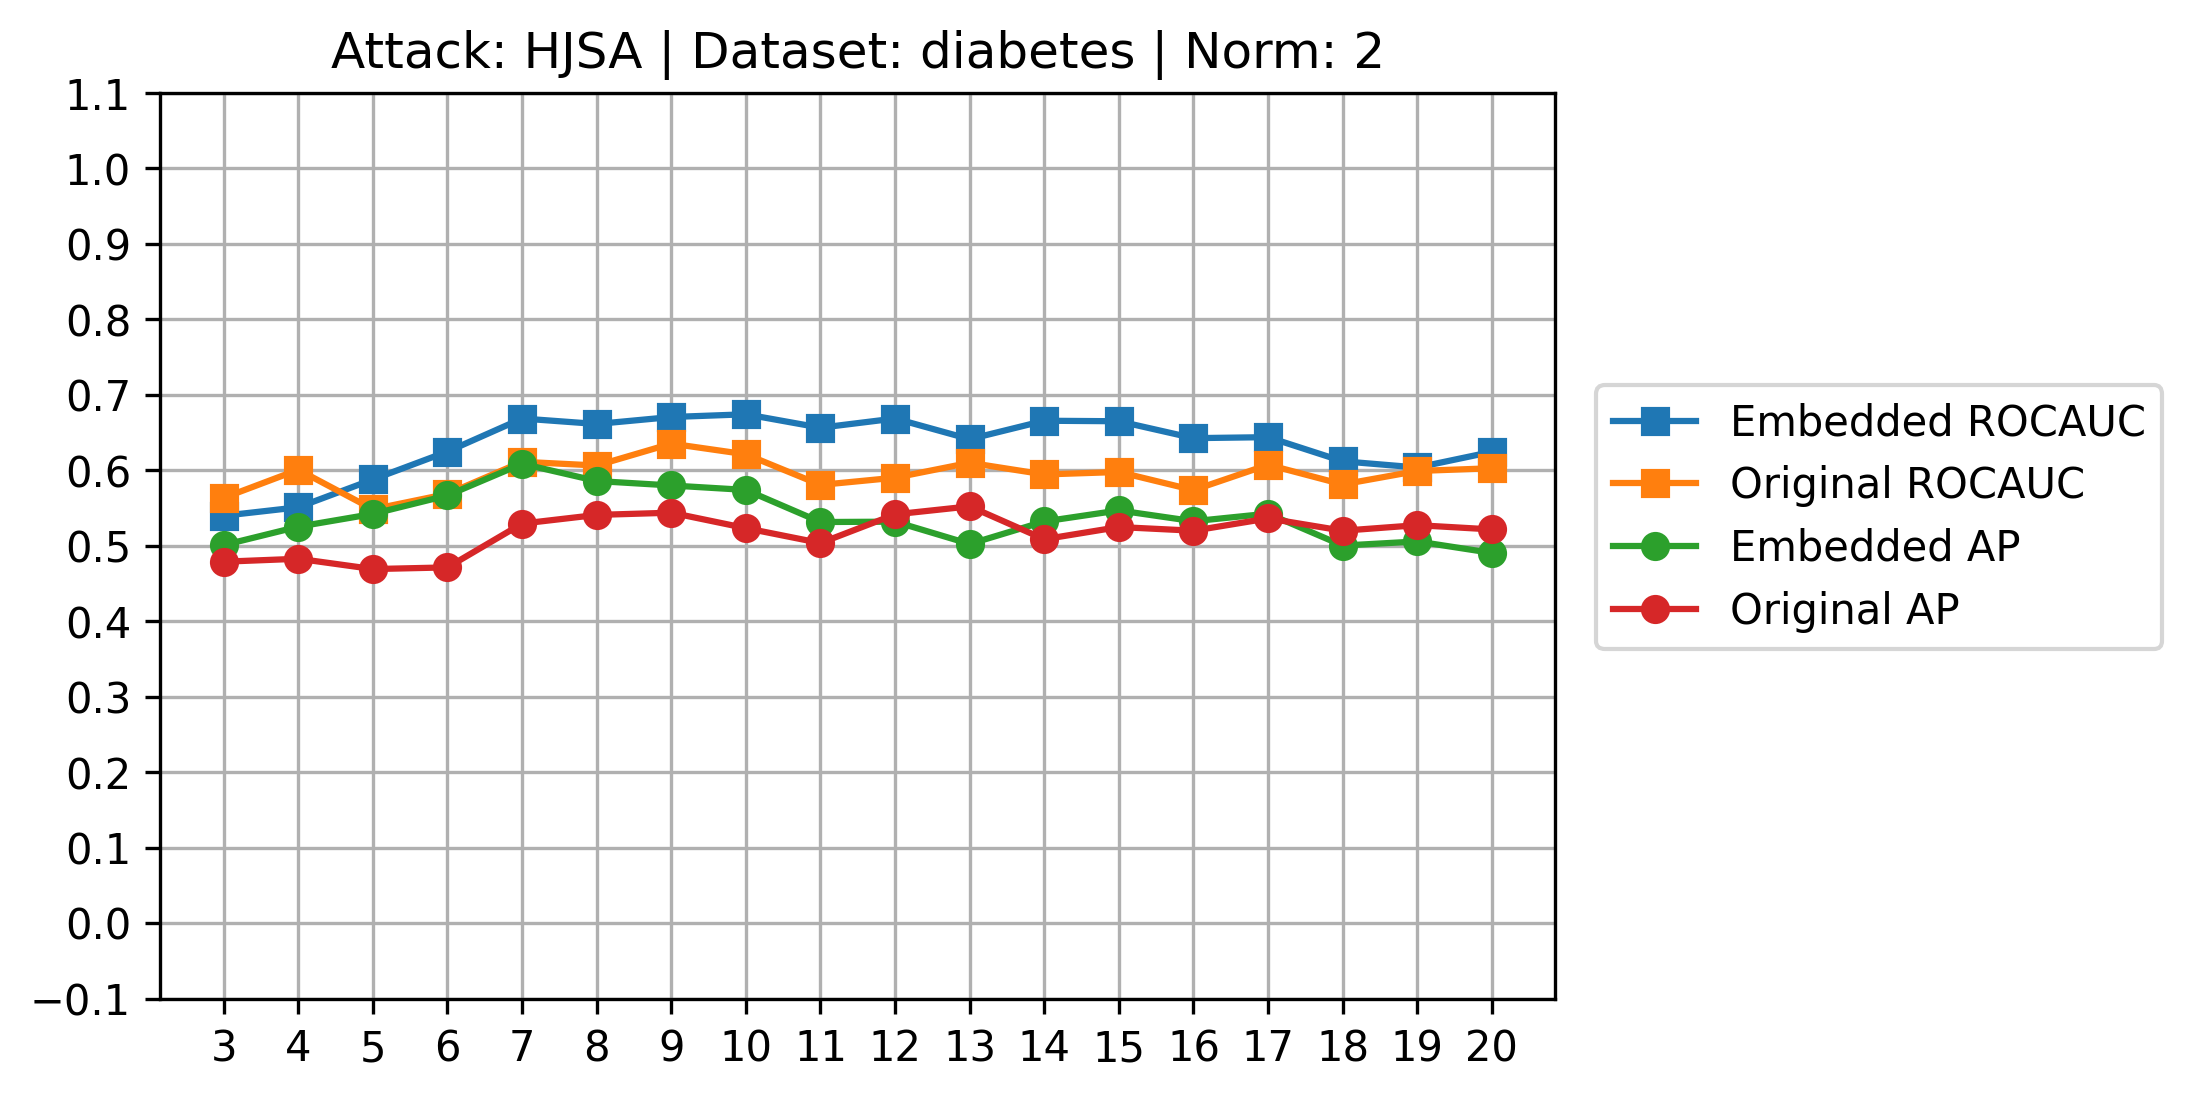 Attack: HJSA | Dataset: diabetes | Norm: 2
1.1
1.0
0.9
0.8
0.7
0.6
0.5
0.4
0.3
0.2
0.1
0.0
−0.1
3 4 5 6 7 8 9 10 11 12 13 14 15 16 17 18 19 20
Embedded ROCAUC
Original ROCAUC
Embedded AP
Original AP